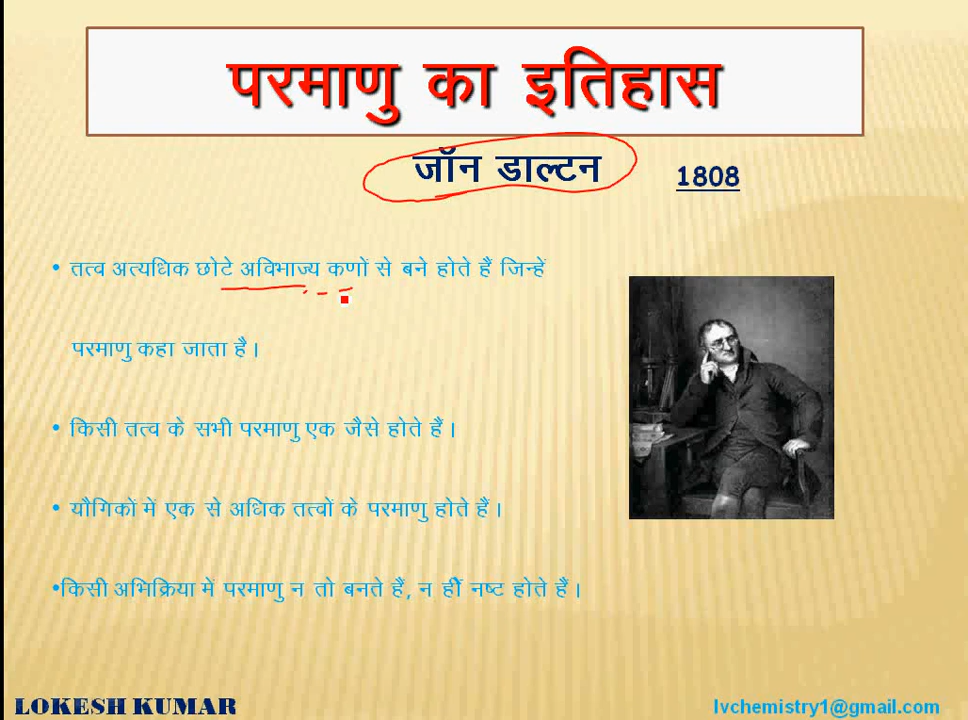 परमाणु का इतिहास
जॉन डाल्टन 1808
• तत्व अत्यधिक छोटे अविभाज्य कणों से बने होते हैं जिन्हें
परमाणु कहा जाता है।
• किसी तत्व के सभी परमाणु एक जैसे होते हैं।
• यौगिकों में एक से अधिक तत्वों के परमाणु होते हैं।
•किसी अभिक्रिया में परमाणु न तो बनते हैं, न ही नष्ट होते हैं।
LOKESH KUMAR lvchemistry1@gmail.com